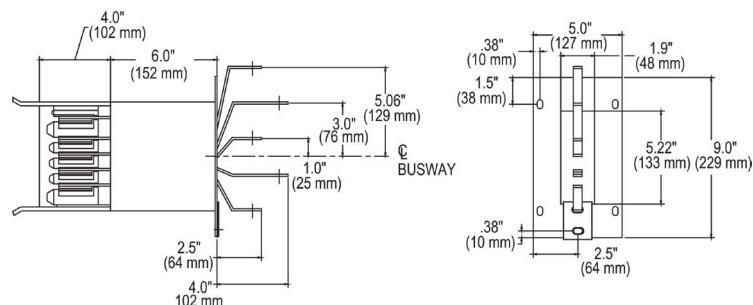 4.0"
(102 mm)
6.0"
(152 mm)
5.06"
(129 mm)
3.0"
(76 mm)
1.0"
(25 mm)
℄
BUSWAY
2.5"
(64 mm)
4.0"
102 mm
5.0"
(127 mm)
.38"
(10 mm)
1.9"
(48 mm)
1.5"
(38 mm)
5.22"
(133 mm)
9.0"
(229 mm)
.38"
(10 mm)
2.5"
(64 mm)